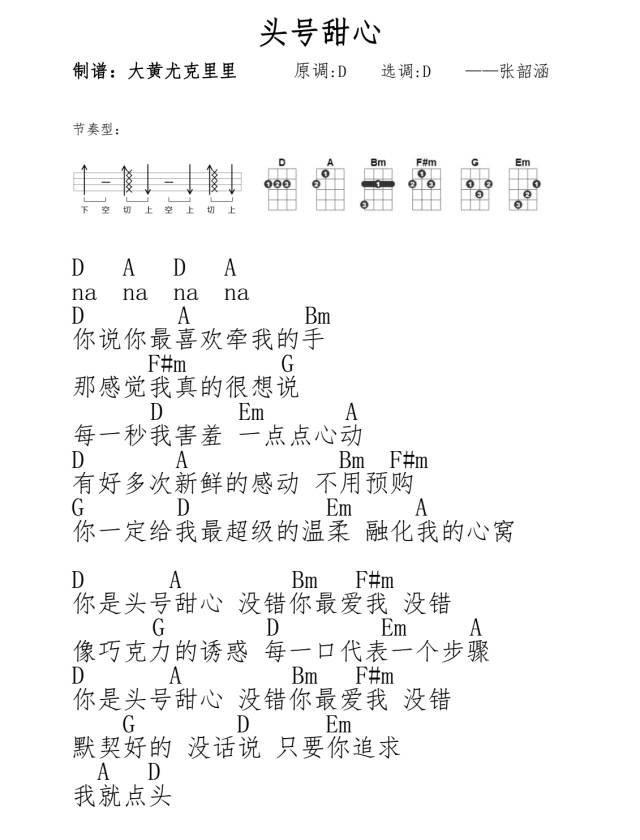 头号甜心
制谱：大黄尤克里里 原调:D 选调:D ——张韶涵
节奏型：
D A Bm F#m G Em
下 空 切 上 空 上 切 上
D A D A
na na na na
D A Bm
你说你最喜欢牵我的手
F#m G
那感觉我真的很想说
D Em A
每一秒我害羞 一点点心动
D A Bm F#m
有好多次新鲜的感动 不用预购
G D Em A
你一定给我最超级的温柔 融化我的心窝
D A Bm F#m
你是头号甜心 没错你最爱我 没错
G D Em A
像巧克力的诱惑 每一口代表一个步骤
D A Bm F#m
你是头号甜心 没错你最爱我 没错
G D Em
默契好的 没话说 只要你追求
A D
我就点头